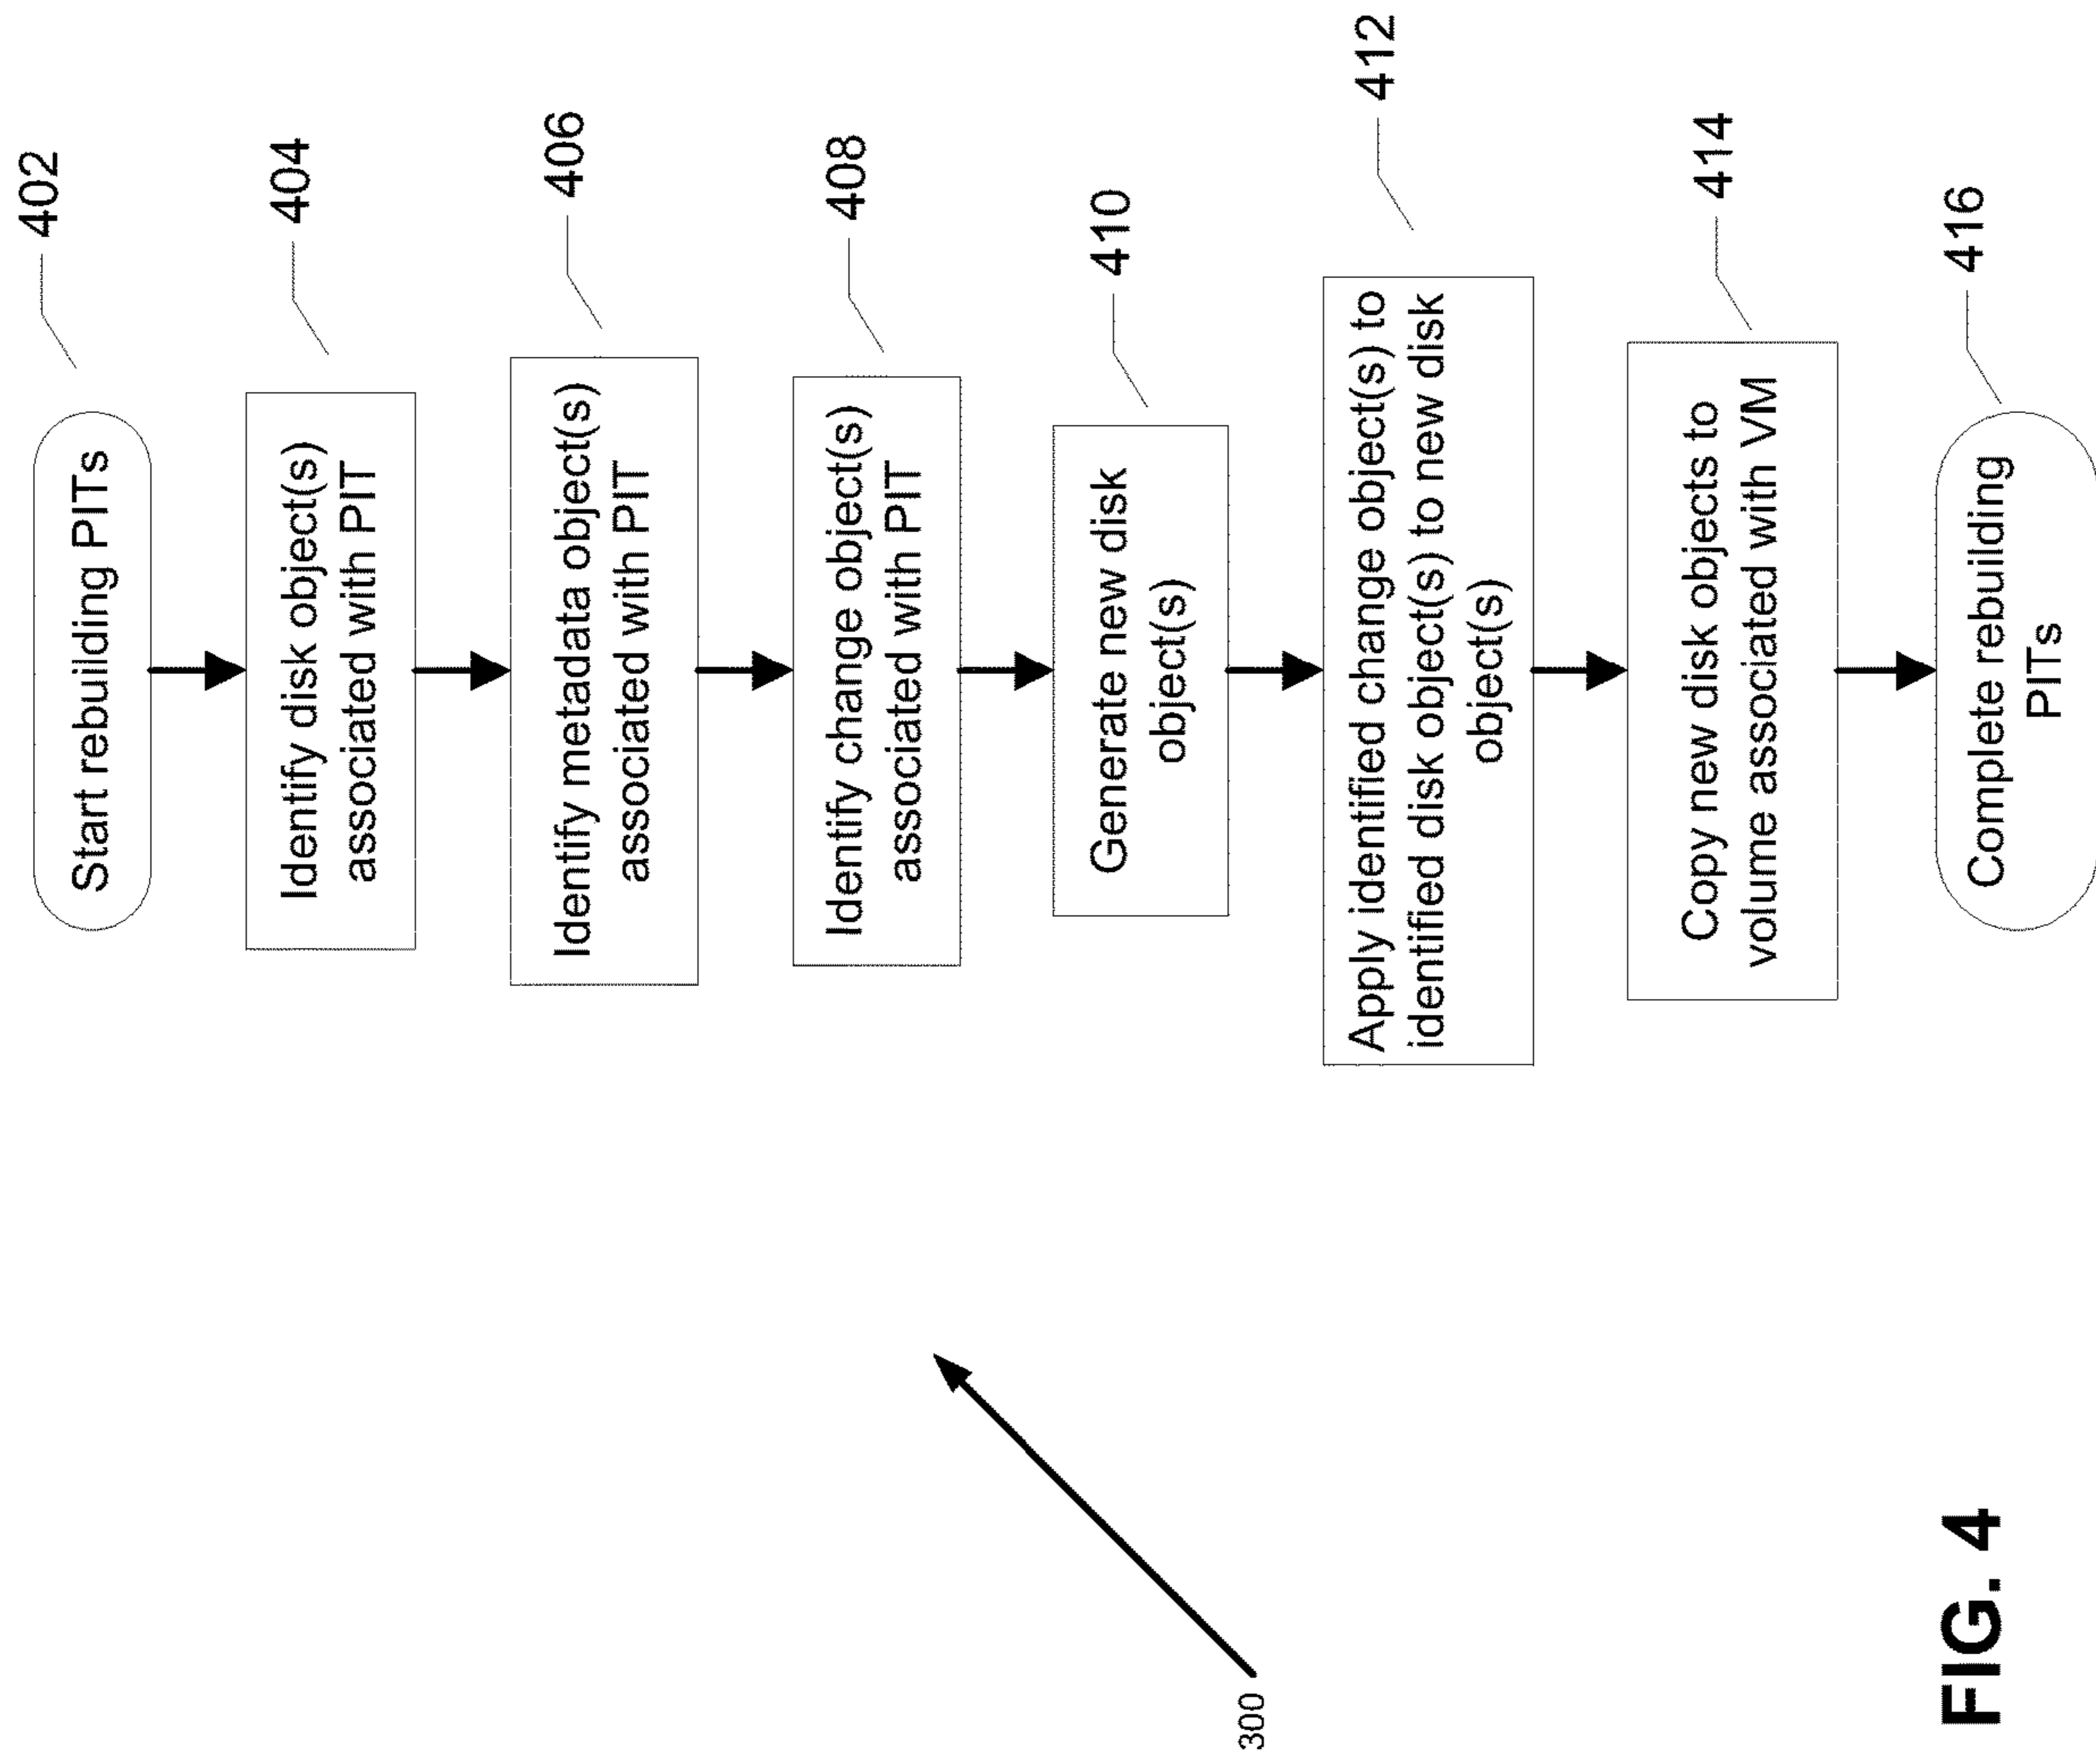 402
Start rebuilding PITs
404
Identify disk object(s)
associated with PIT
406
Identify metadata object(s)
associated with PIT
408
Identify change object(s)
associated with PIT
410
Generate new disk
object(s)
412
Apply identified change object(s) to
identified disk object(s) to new disk
object(s)
414
Copy new disk objects to
volume associated with VM
416
Complete rebuilding
PITs
300
FIG. 4